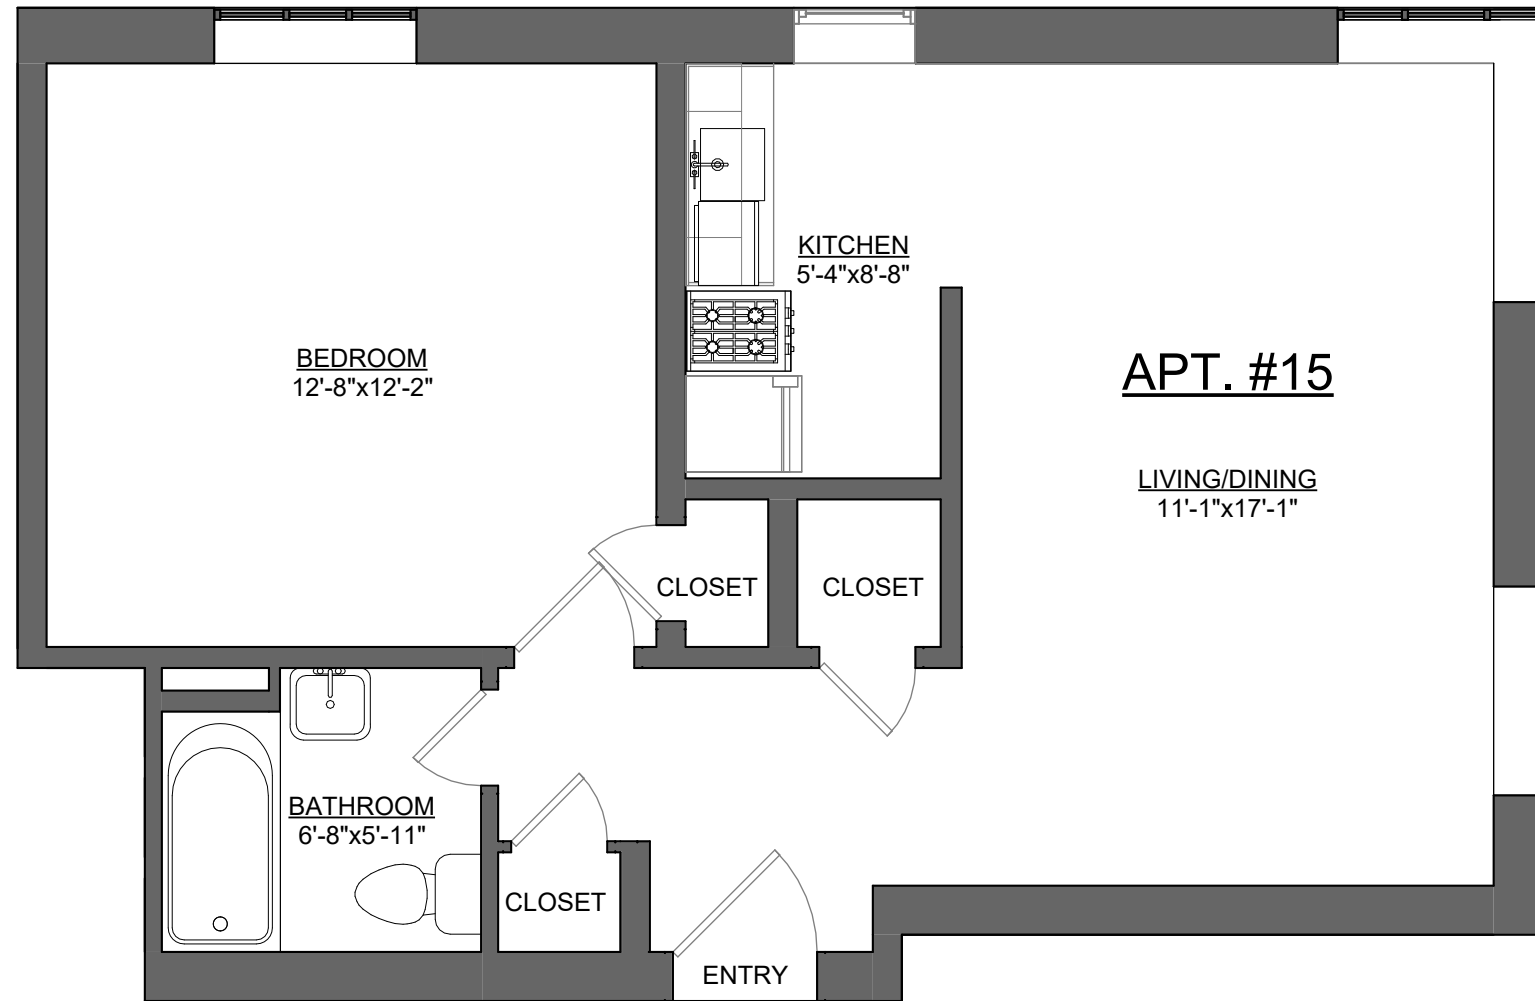 KITCHEN
5'-4"x8'-8"
BEDROOM
12'-8"x12'-2"
APT. #15
LIVING/DINING
11'-1"x17'-1"
CLOSET
CLOSET
BATHROOM
6'-8"x5'-11"
CLOSET
ENTRY